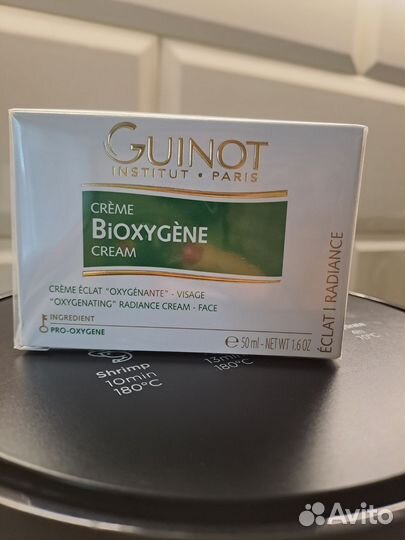 GUINOT
INSTITUT • PARIS
CRÈME
BiOXYGÈNE
CREAM
CRÈME ÉCLAT "OXYGÉNANTE" - VISAGE
"OXYGENATING" RADIANCE CREAM - FACE
INGREDIENT
PRO-OXYGENE
ÉCLAT | RADIANCE
℮ 50 ml - NET WT 1.6 OZ
Shrimp
10min
180°C
13min
180°C
Avito